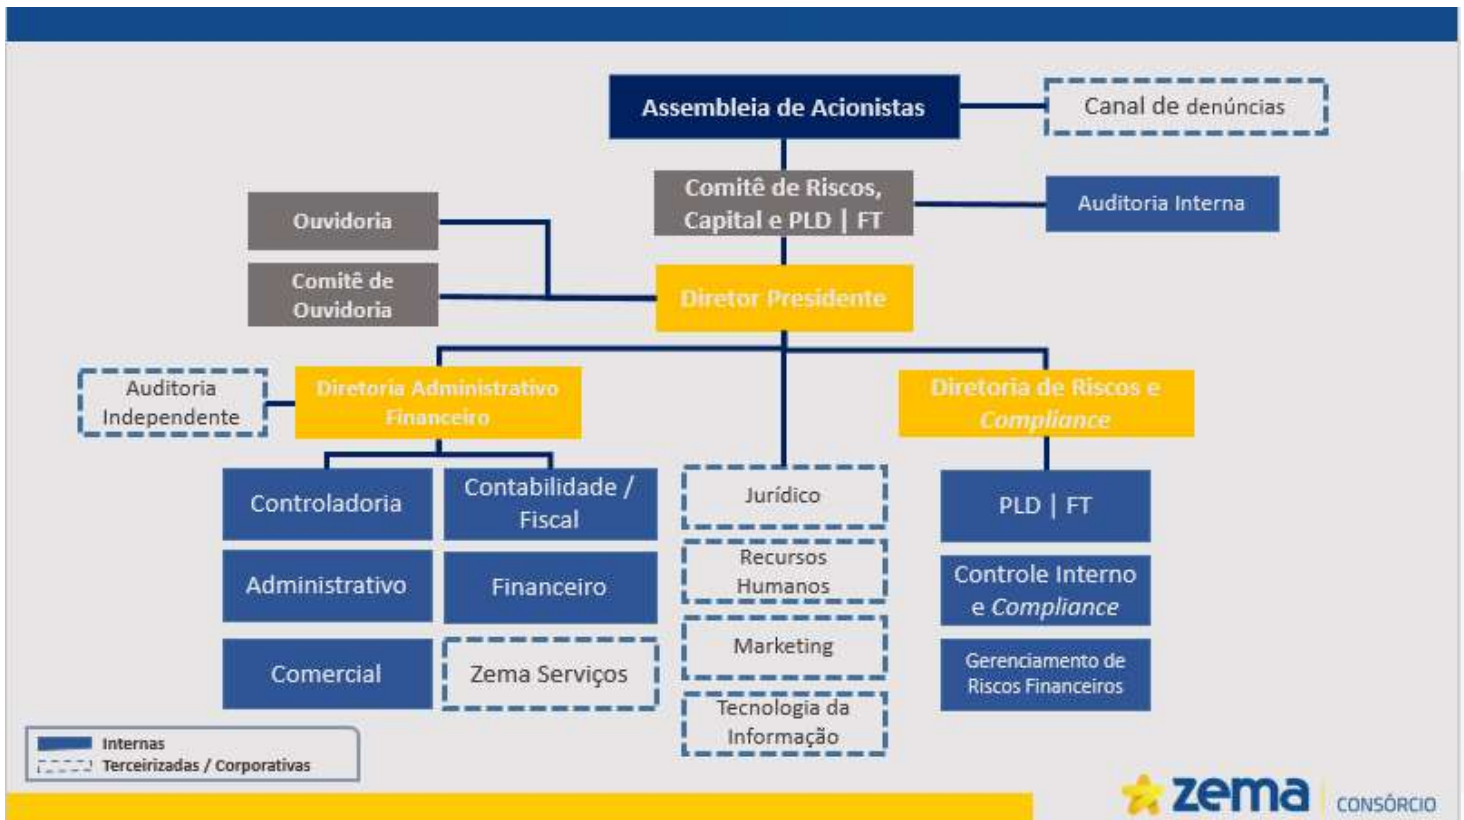 Assembleia de Acionistas
Canal de denúncias
Comitê de Riscos,
Capital e PLD | FT
Auditoria Interna
Ouvidoria
Comitê de
Ouvidoria
Diretor Presidente
Auditoria
Independente
Diretoria Administrativo
Financeiro
Diretoria de Riscos e
Compliance
Controladoria
Contabilidade /
Fiscal
Jurídico
PLD | FT
Administrativo
Financeiro
Recursos
Humanos
Controle Interno
e Compliance
Comercial
Zema Serviços
Marketing
Gerenciamento de
Riscos Financeiros
Tecnologia da
Informação
Internas
Terceirizadas / Corporativas
zema CONSÓRCIO